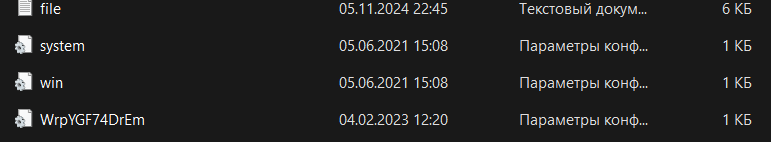 file 05.11.2024 22:45 Текстовый докум... 6 КБ
system 05.06.2021 15:08 Параметры конф... 1 КБ
win 05.06.2021 15:08 Параметры конф... 1 КБ
WrpYGF74DrEm 04.02.2023 12:20 Параметры конф... 1 КБ